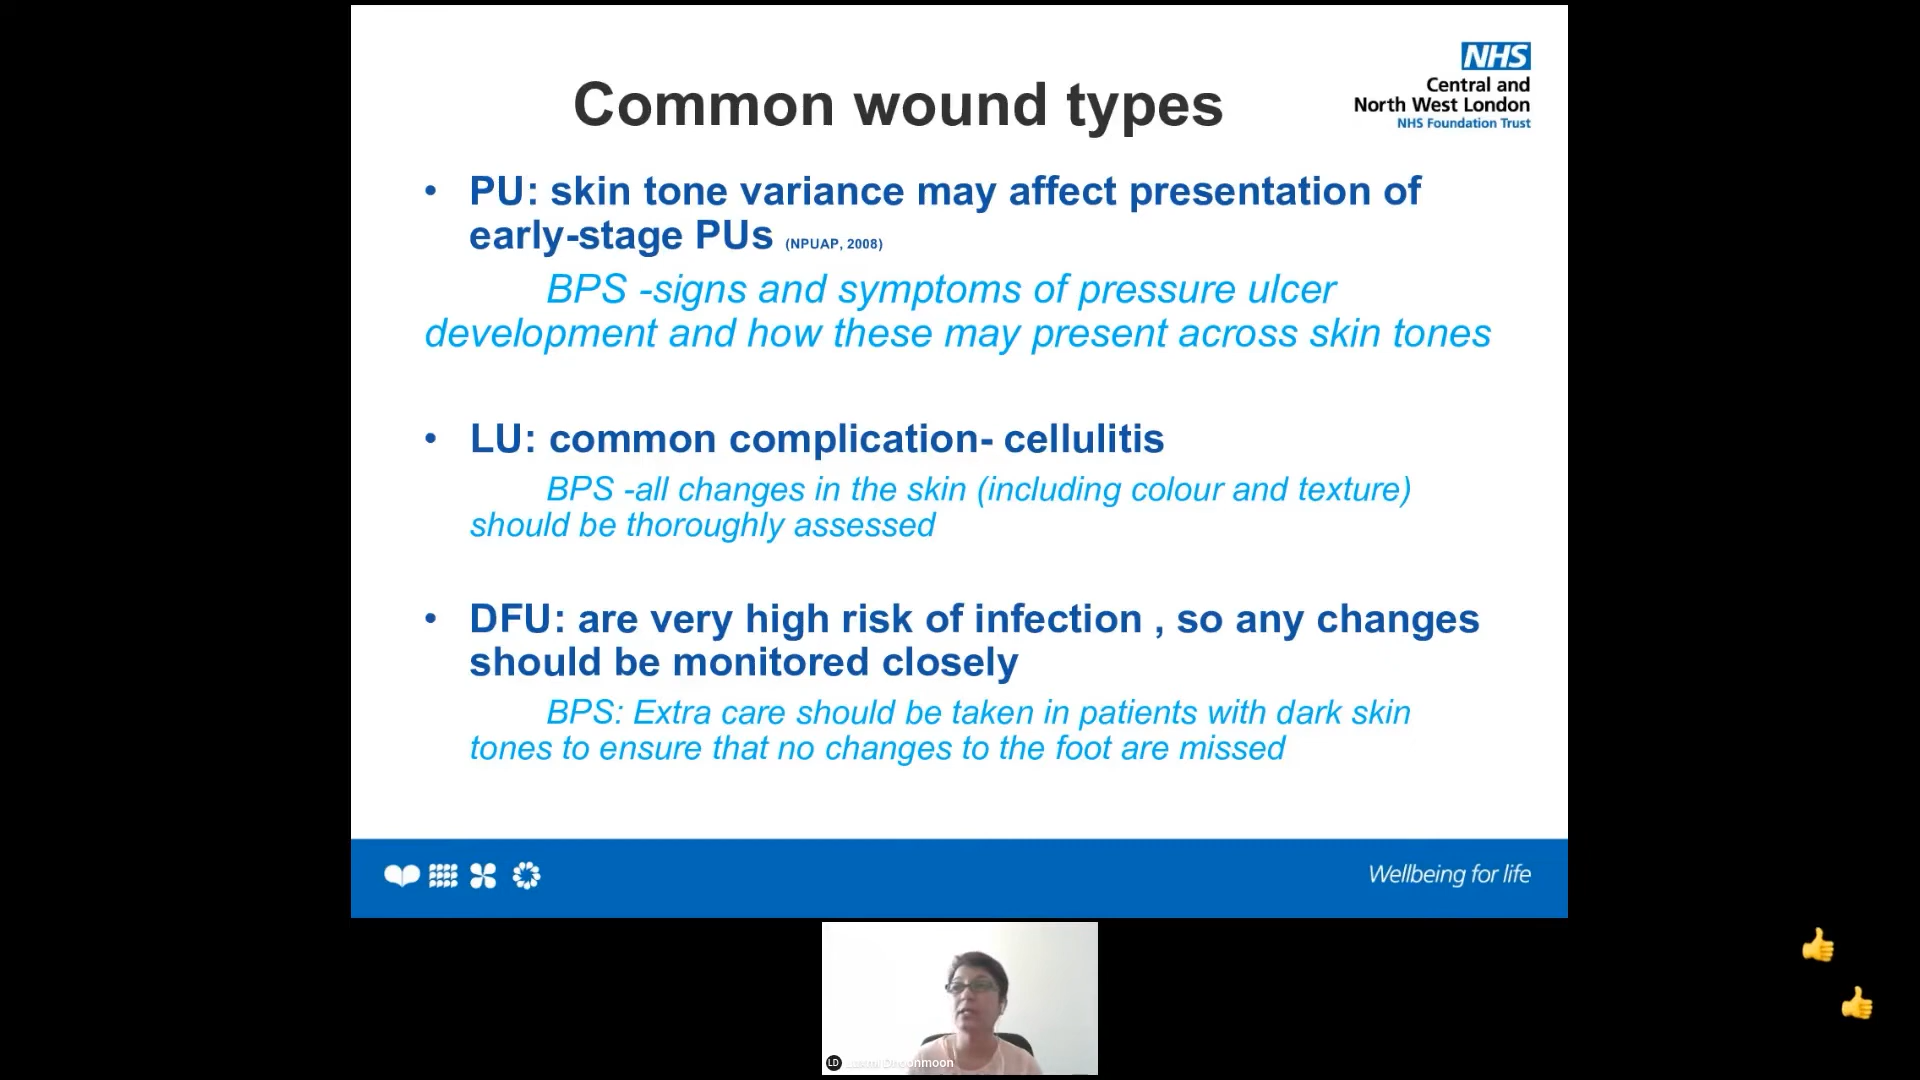 NHS
Central and
North West London
NHS Foundation Trust
Common wound types
• PU: skin tone variance may affect presentation of
early-stage PUs (NPUAP, 2008)
BPS -signs and symptoms of pressure ulcer
development and how these may present across skin tones
• LU: common complication- cellulitis
BPS -all changes in the skin (including colour and texture)
should be thoroughly assessed
• DFU: are very high risk of infection , so any changes
should be monitored closely
BPS: Extra care should be taken in patients with dark skin
tones to ensure that no changes to the foot are missed
Wellbeing for life
LD